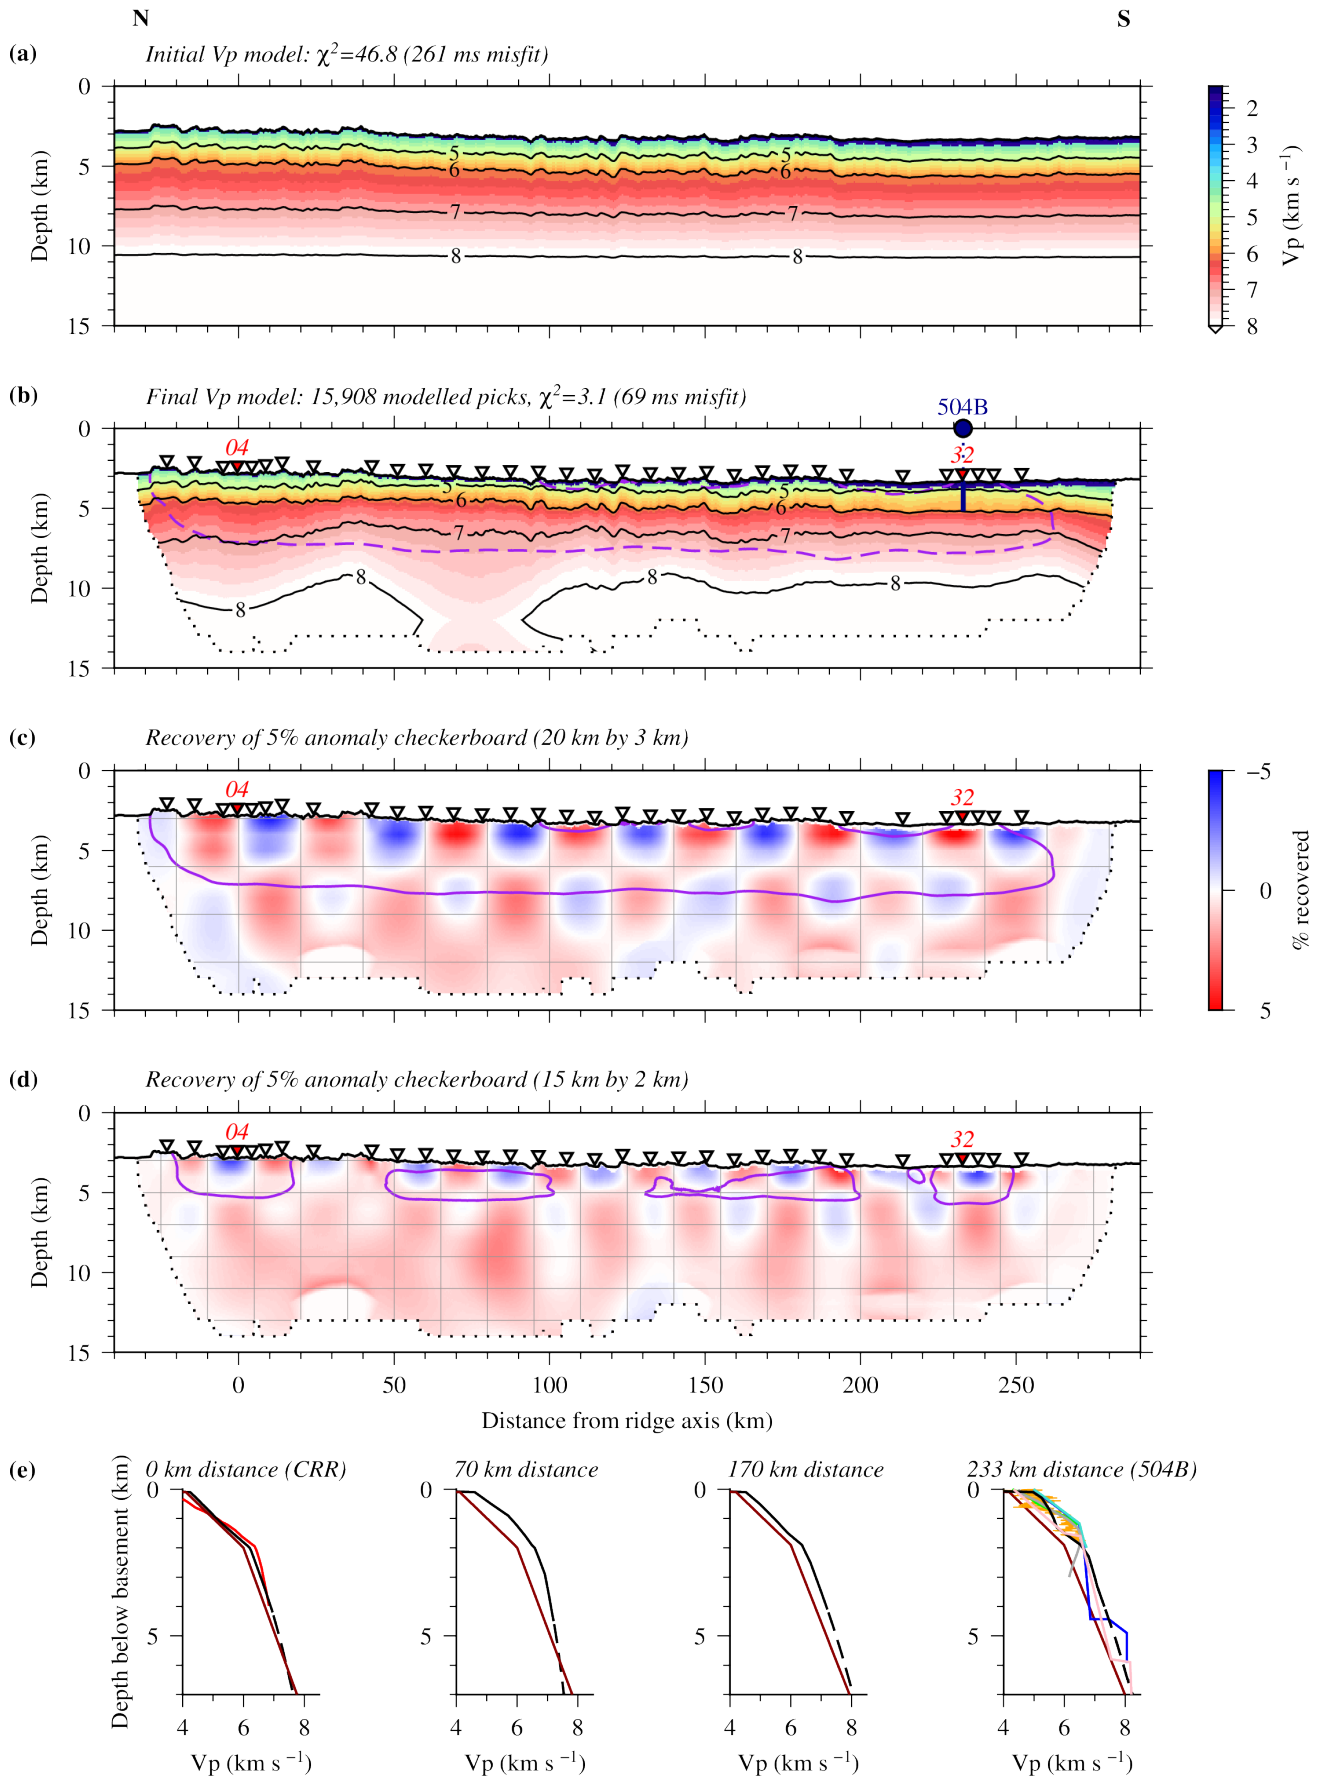 N S
(a) Initial Vp model: χ²=46.8 (261 ms misfit)
0
5
10
15
Depth (km)
5 5
6 6
7 7
8 8
2
3
4
5
6
7
8
Vp (km s⁻¹)
(b) Final Vp model: 15,908 modelled picks, χ²=3.1 (69 ms misfit)
504B
04 32
0
5
10
15
Depth (km)
5 5
6 6
7 7
8 8 8 8
(c) Recovery of 5% anomaly checkerboard (20 km by 3 km)
04 32
0
5
10
15
Depth (km)
−5
0
5
% recovered
(d) Recovery of 5% anomaly checkerboard (15 km by 2 km)
04 32
0
5
10
15
Depth (km)
0 50 100 150 200 250
Distance from ridge axis (km)
(e) 0 km distance (CRR) 70 km distance 170 km distance 233 km distance (504B)
Depth below basement (km)
0 0 0 0
5 5 5 5
4 6 8 4 6 8 4 6 8 4 6 8
Vp (km s⁻¹) Vp (km s⁻¹) Vp (km s⁻¹) Vp (km s⁻¹)